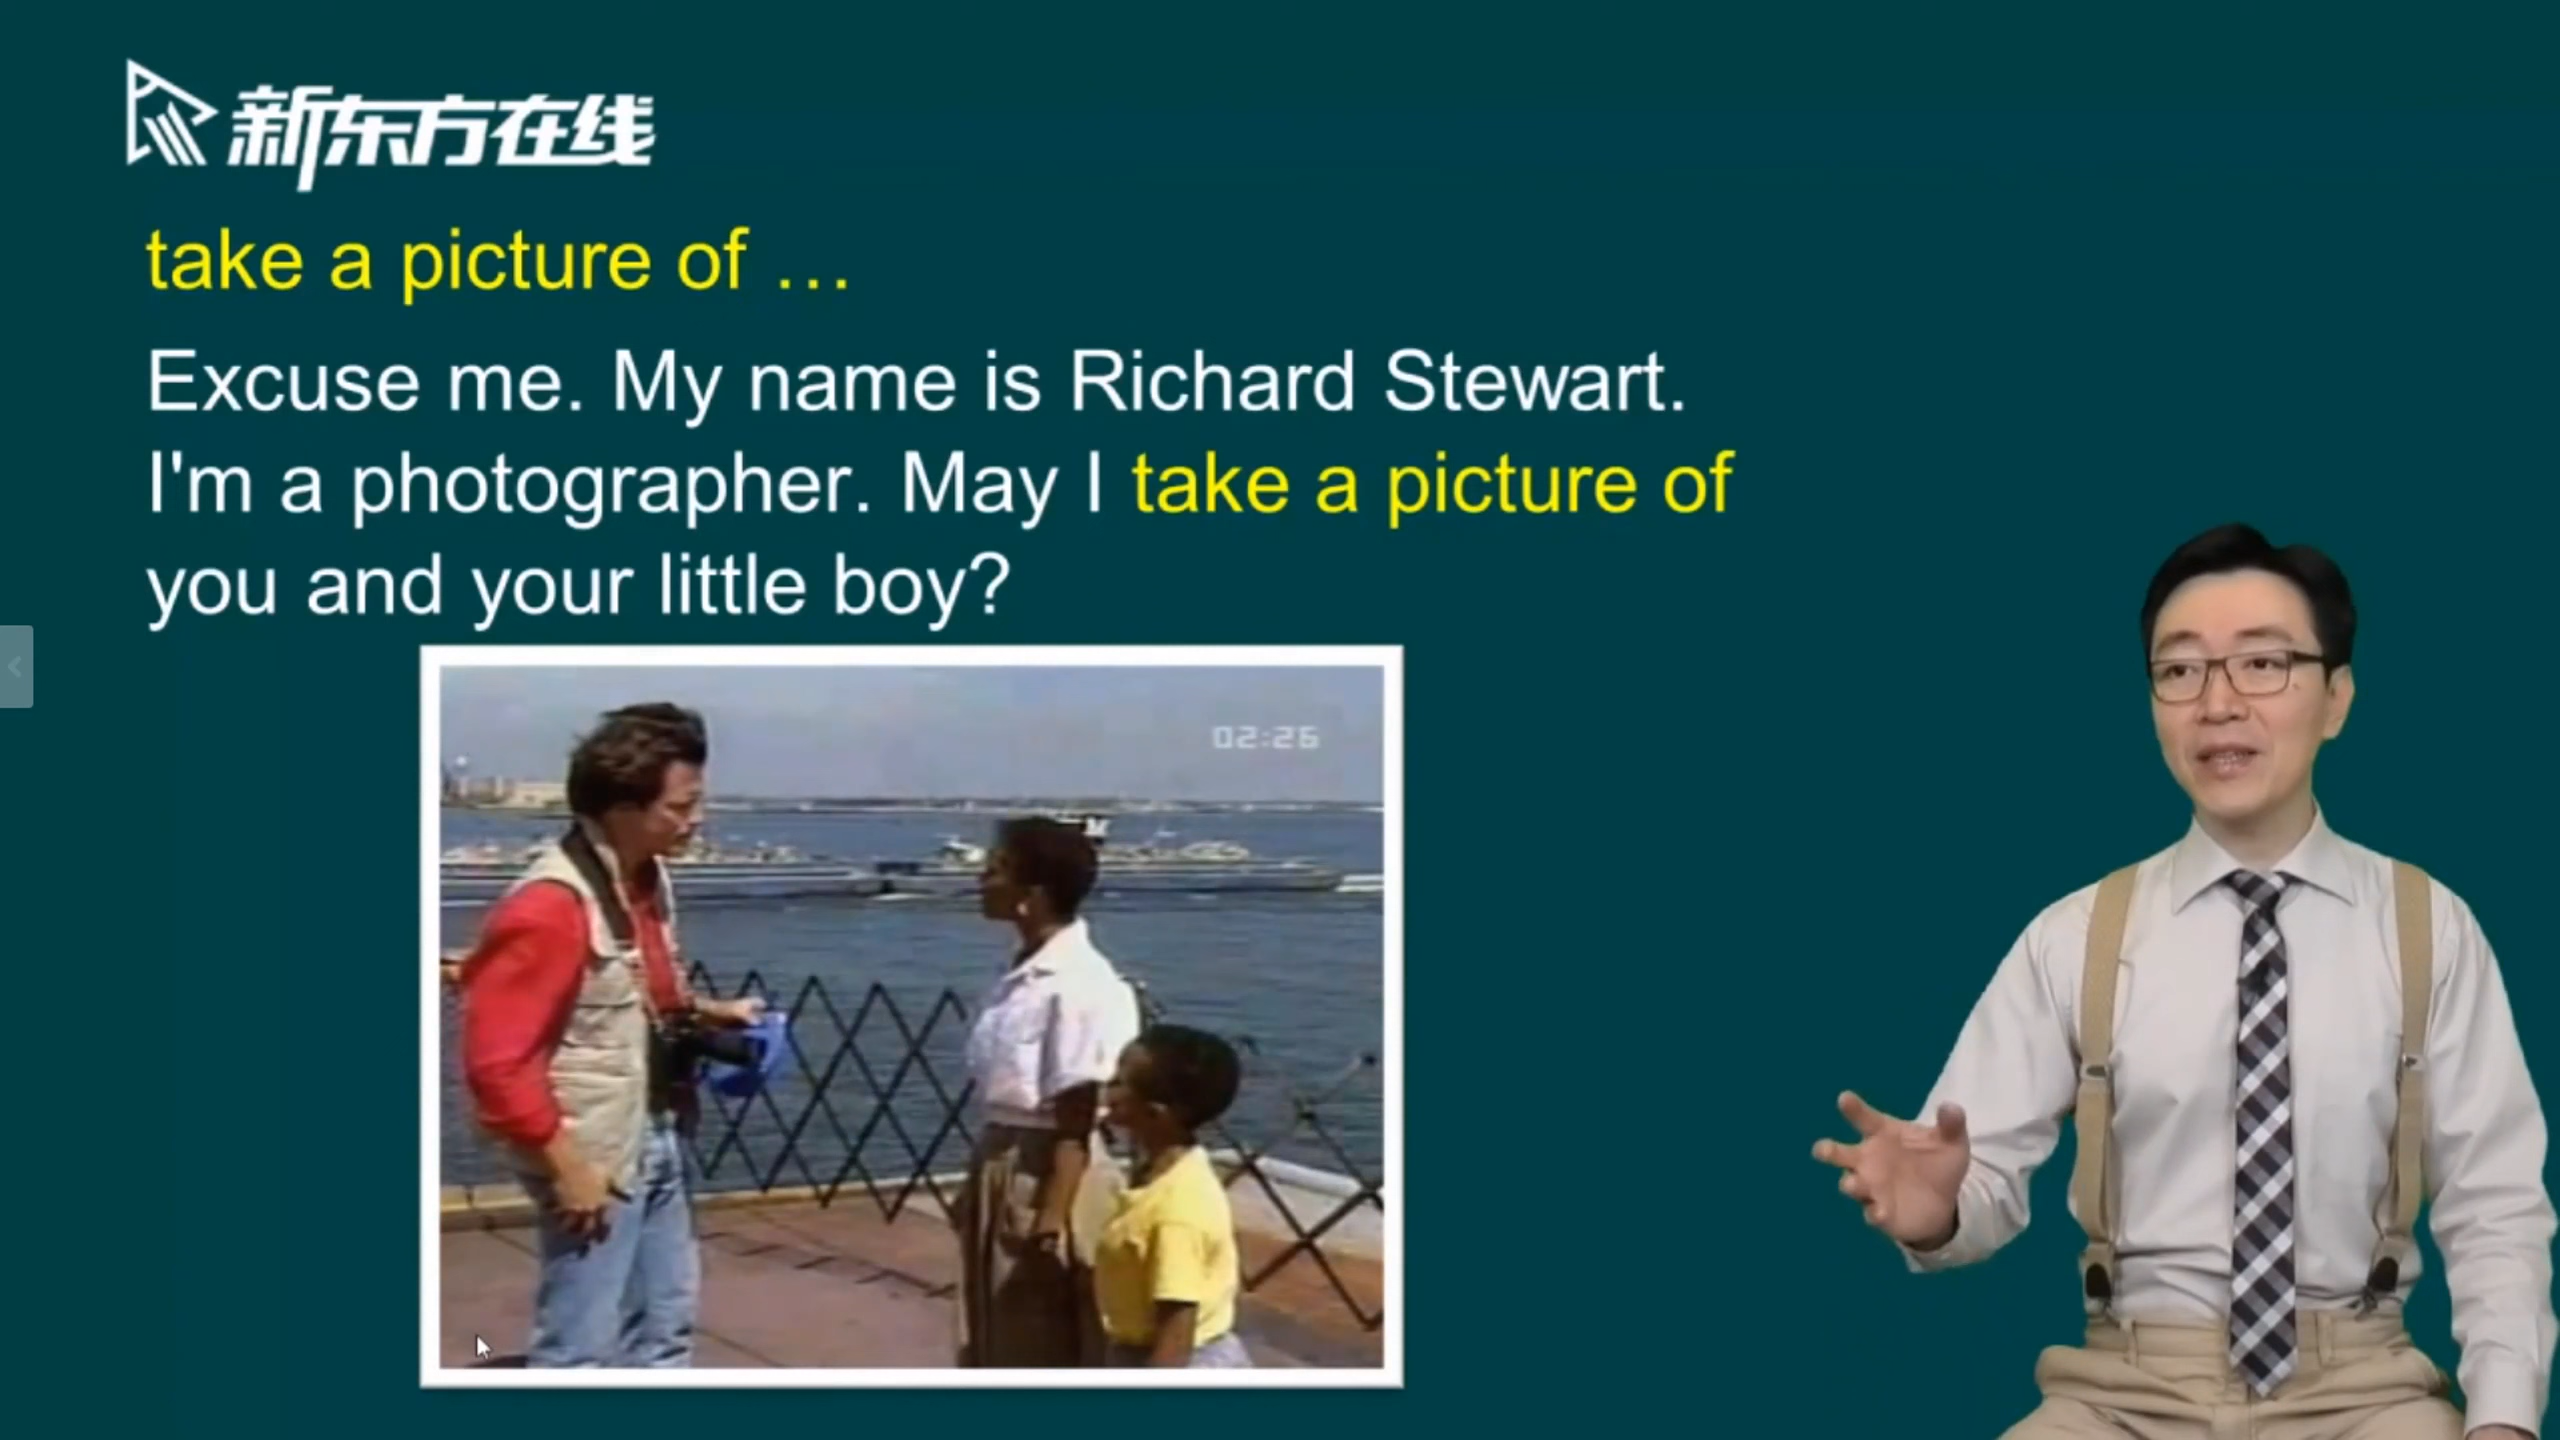 新东方在线
take a picture of …
Excuse me. My name is Richard Stewart.
I'm a photographer. May I take a picture of
you and your little boy?
02:26